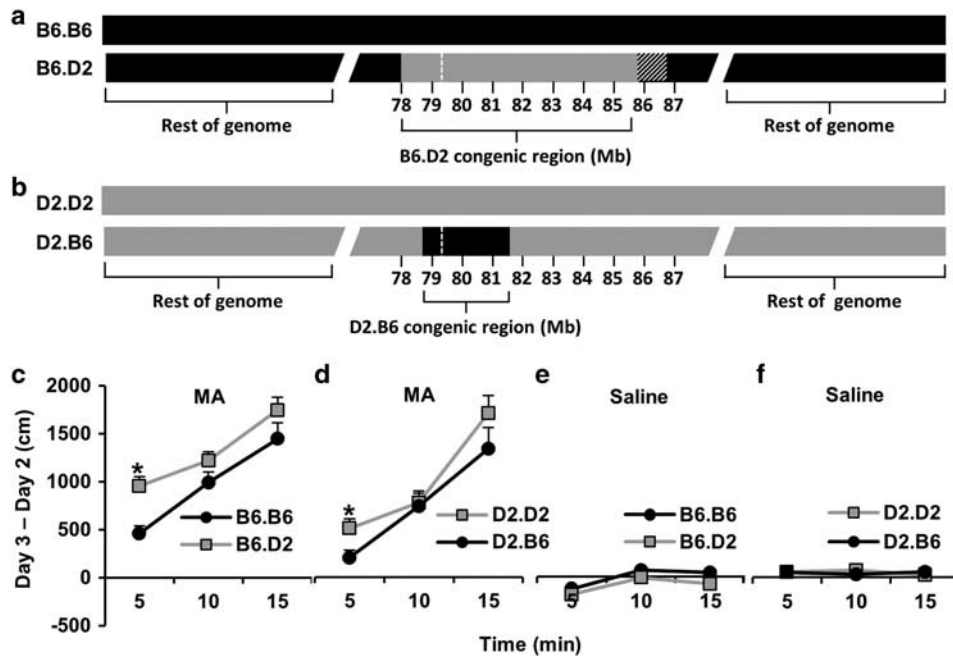 a
B6.B6
B6.D2
78 79 80 81 82 83 84 85 86 87
Rest of genome
Rest of genome
B6.D2 congenic region (Mb)
b
D2.D2
D2.B6
78 79 80 81 82 83 84 85 86 87
Rest of genome
Rest of genome
D2.B6 congenic region (Mb)
c
MA
Day 3 – Day 2 (cm)
2000
1500
1000
500
0
-500
*
B6.B6
B6.D2
5 10 15
d
MA
*
D2.D2
D2.B6
5 10 15
e
Saline
B6.B6
B6.D2
5 10 15
f
Saline
D2.D2
D2.B6
5 10 15
Time (min)